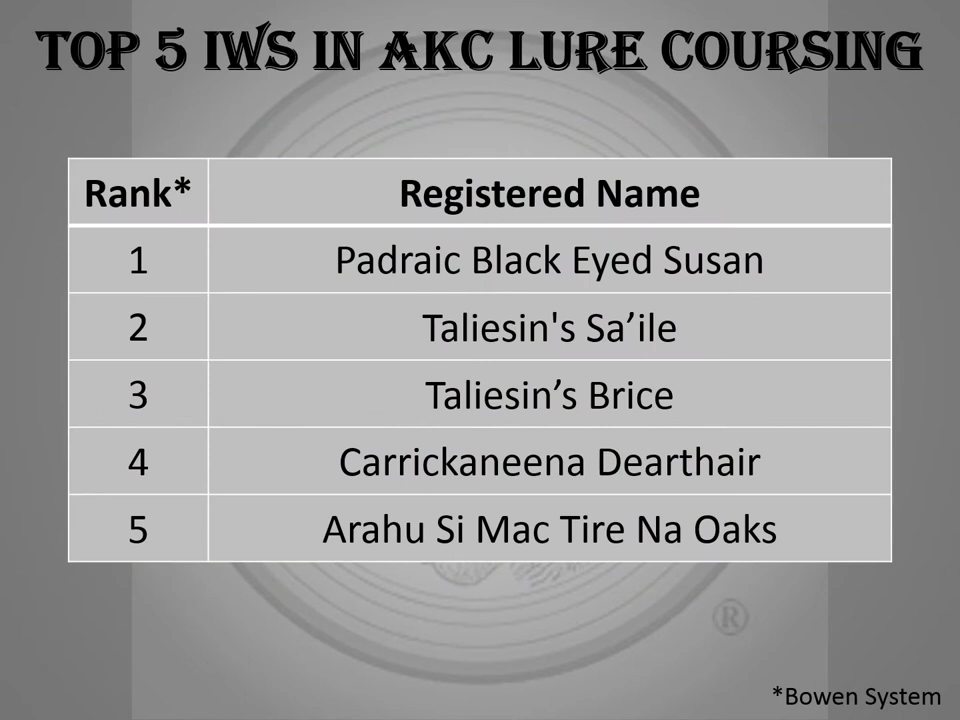 TOP 5 IWS IN AKC LURE COURSING
Rank* Registered Name
1 Padraic Black Eyed Susan
2 Taliesin's Sa’ile
3 Taliesin’s Brice
4 Carrickaneena Dearthair
5 Arahu Si Mac Tire Na Oaks
®
*Bowen System